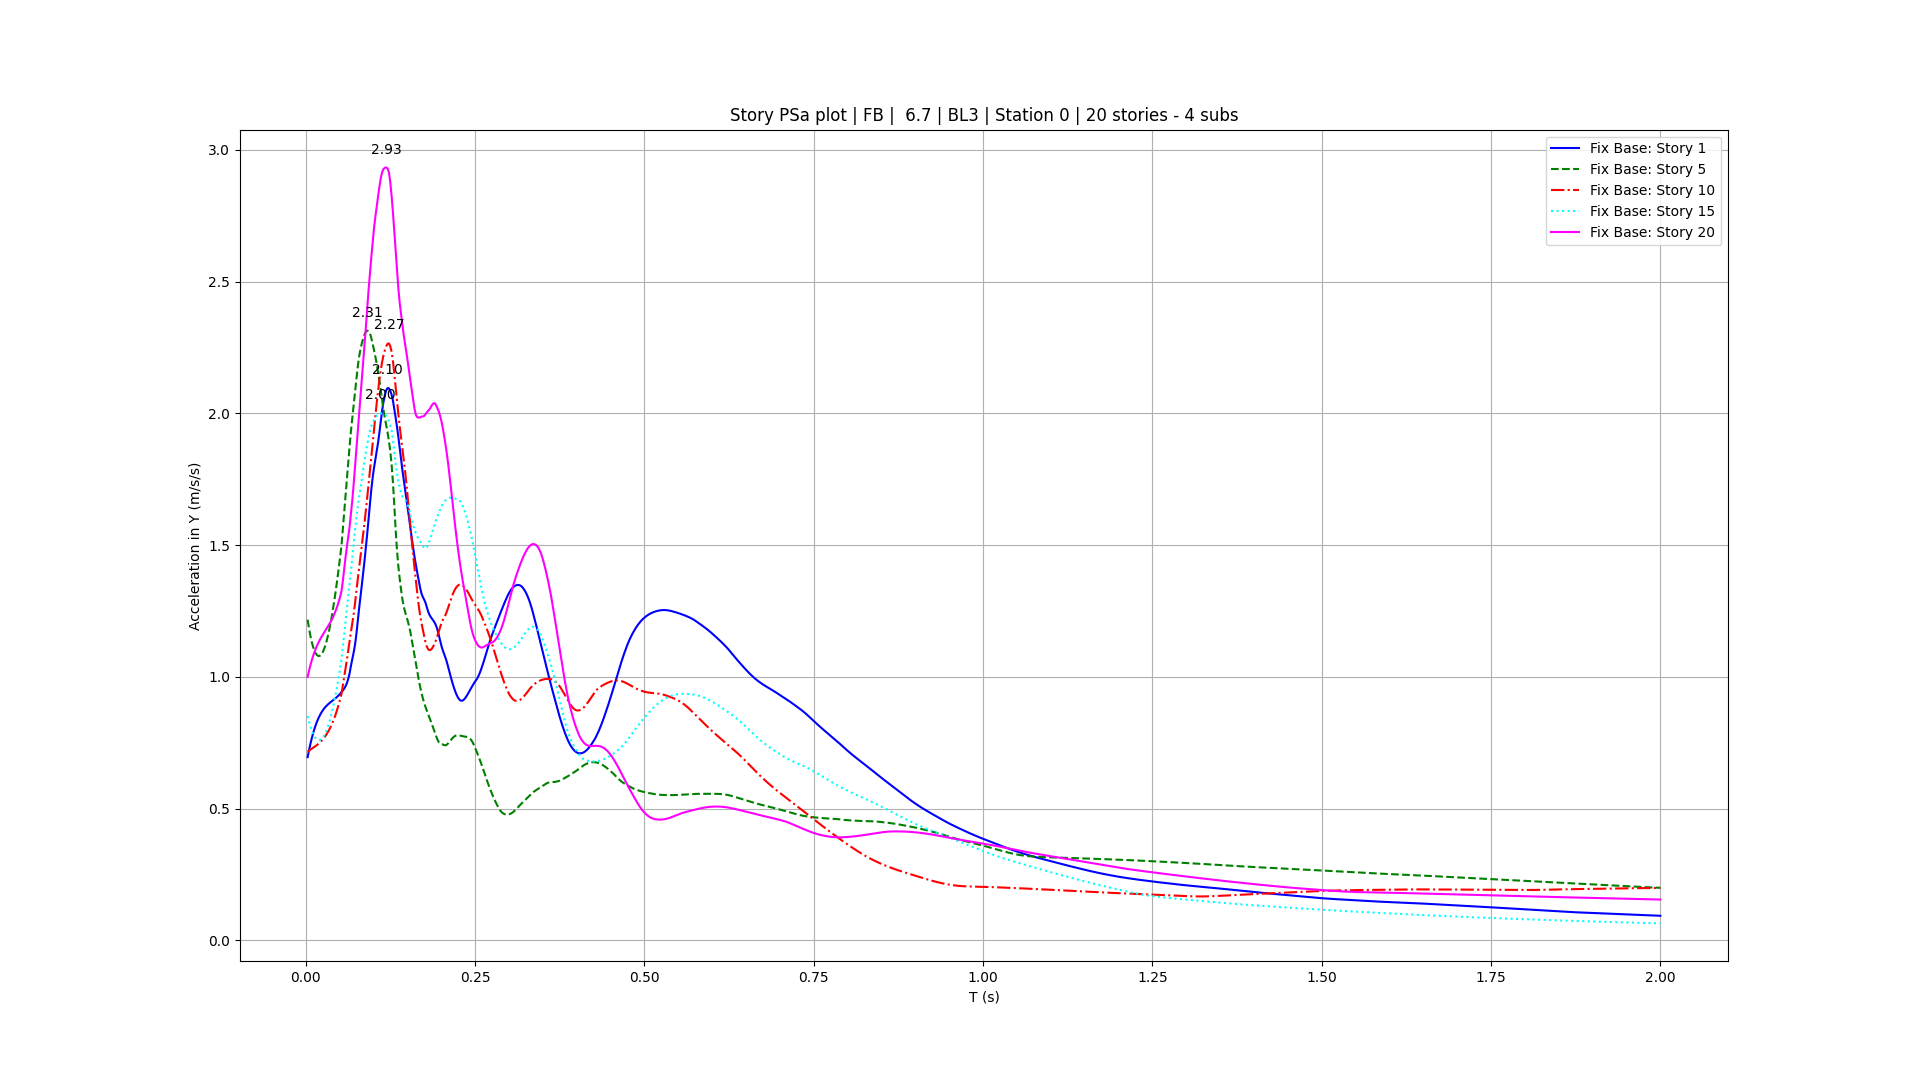 Story PSa plot | FB |  6.7 | BL3 | Station 0 | 20 stories - 4 subs
3.0
2.5
2.0
1.5
1.0
0.5
0.0
Acceleration in Y (m/s/s)
2.93
2.31
2.27
2.10
2.00
Fix Base: Story 1
Fix Base: Story 5
Fix Base: Story 10
Fix Base: Story 15
Fix Base: Story 20
0.00 0.25 0.50 0.75 1.00 1.25 1.50 1.75 2.00
T (s)